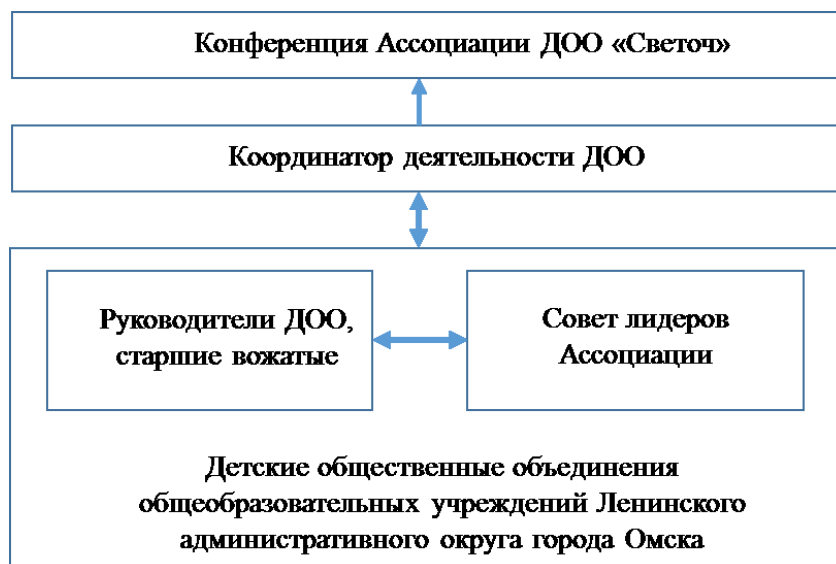 Конференция Ассоциации ДОО «Светоч»
Координатор деятельности ДОО
Руководители ДОО,
старшие вожатые
Совет лидеров
Ассоциации
Детские общественные объединения
общеобразовательных учреждений Ленинского
административного округа города Омска